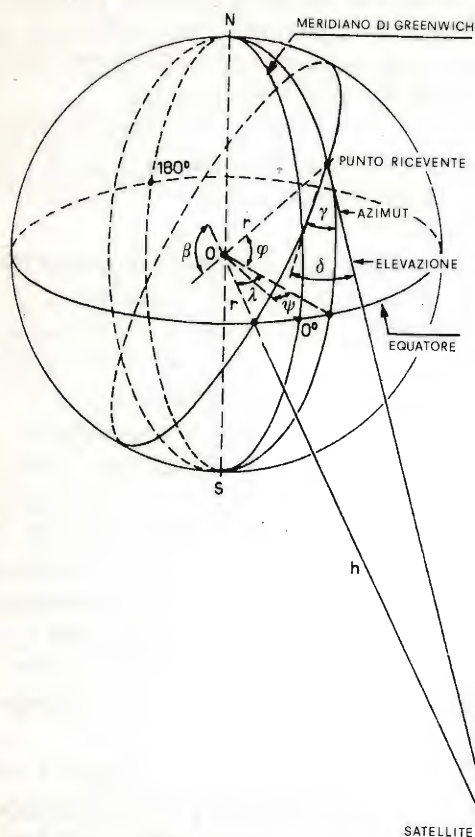 N
MERIDIANO DI GREENWICH
180°
PUNTO RICEVENTE
r
γ
AZIMUT
β
O
φ
δ
ELEVAZIONE
r
λ
ψ
0°
EQUATORE
S
h
SATELLITE